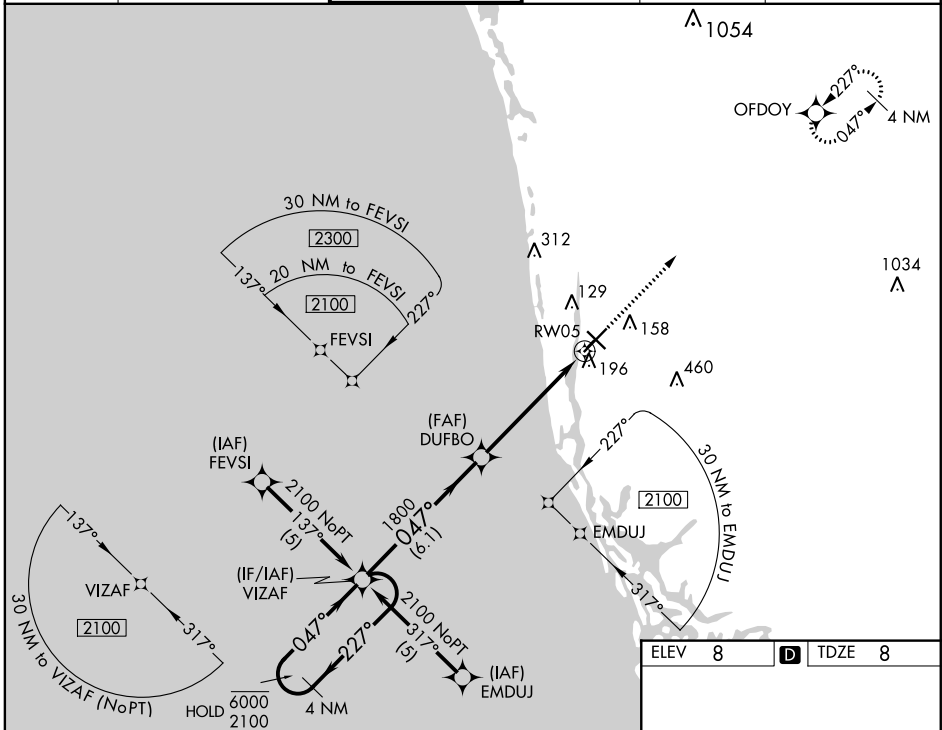 1054
OFDOY
227°
047°
4 NM
30 NM to FEVSI
2300
20 NM to FEVSI
2100
137°
227°
FEVSI
312
129
1034
RW05
158
196
460
(FAF)
DUFBO
(IAF)
FEVSI
2100 NoPT
137°
(5)
1800
047°
(6.1)
227°
30 NM to EMDUJ
2100
EMDUJ
317°
137°
VIZAF
2100
317°
30 NM to VIZAF (NoPT)
(IF/IAF)
VIZAF
047°
227°
2100 NoPT
317°
(5)
(IAF)
EMDUJ
HOLD 6000
2100
4 NM
ELEV 8 D TDZE 8